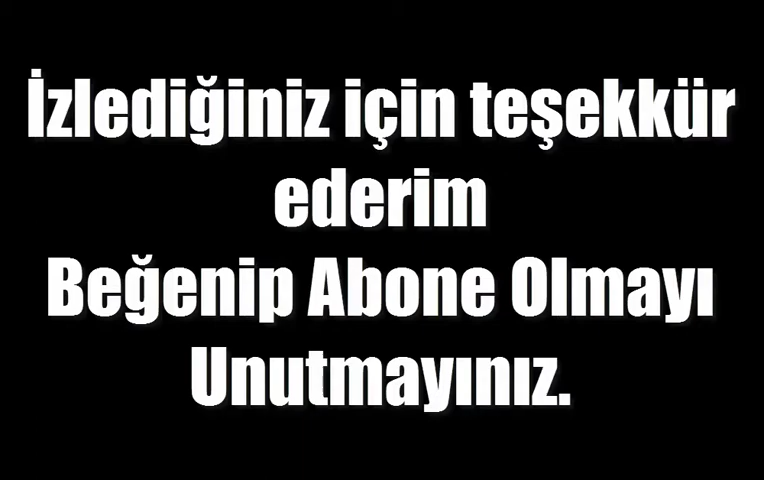 İzlediğiniz için teşekkür
ederim
Beğenip Abone Olmayı
Unutmayınız.